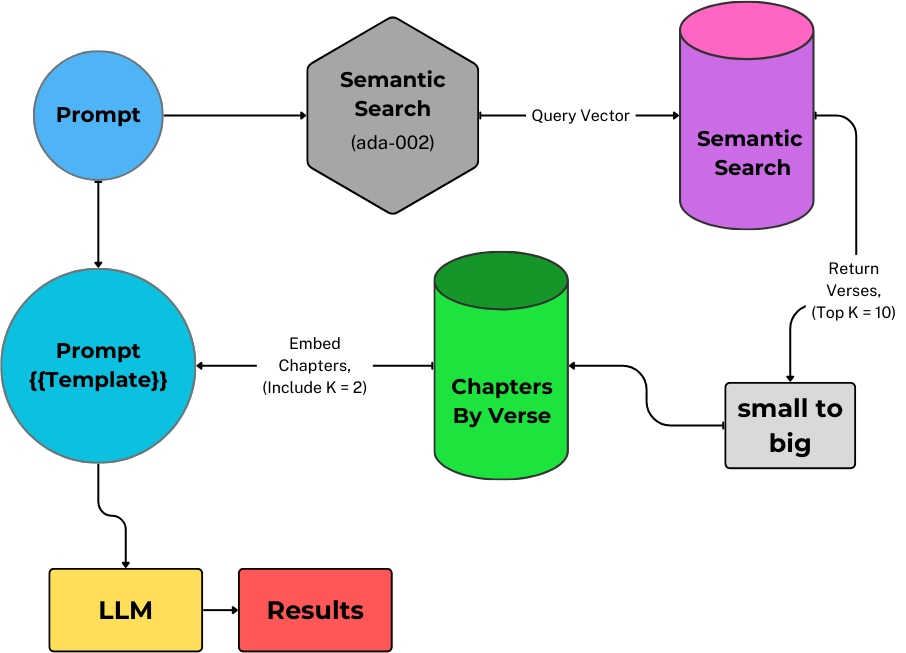 Prompt
Semantic
Search
(ada-002)
Query Vector
Semantic
Search
Return
Verses,
(Top K = 10)
small to
big
Chapters
By Verse
Embed
Chapters,
(Include K = 2)
Prompt
{{Template}}
LLM
Results